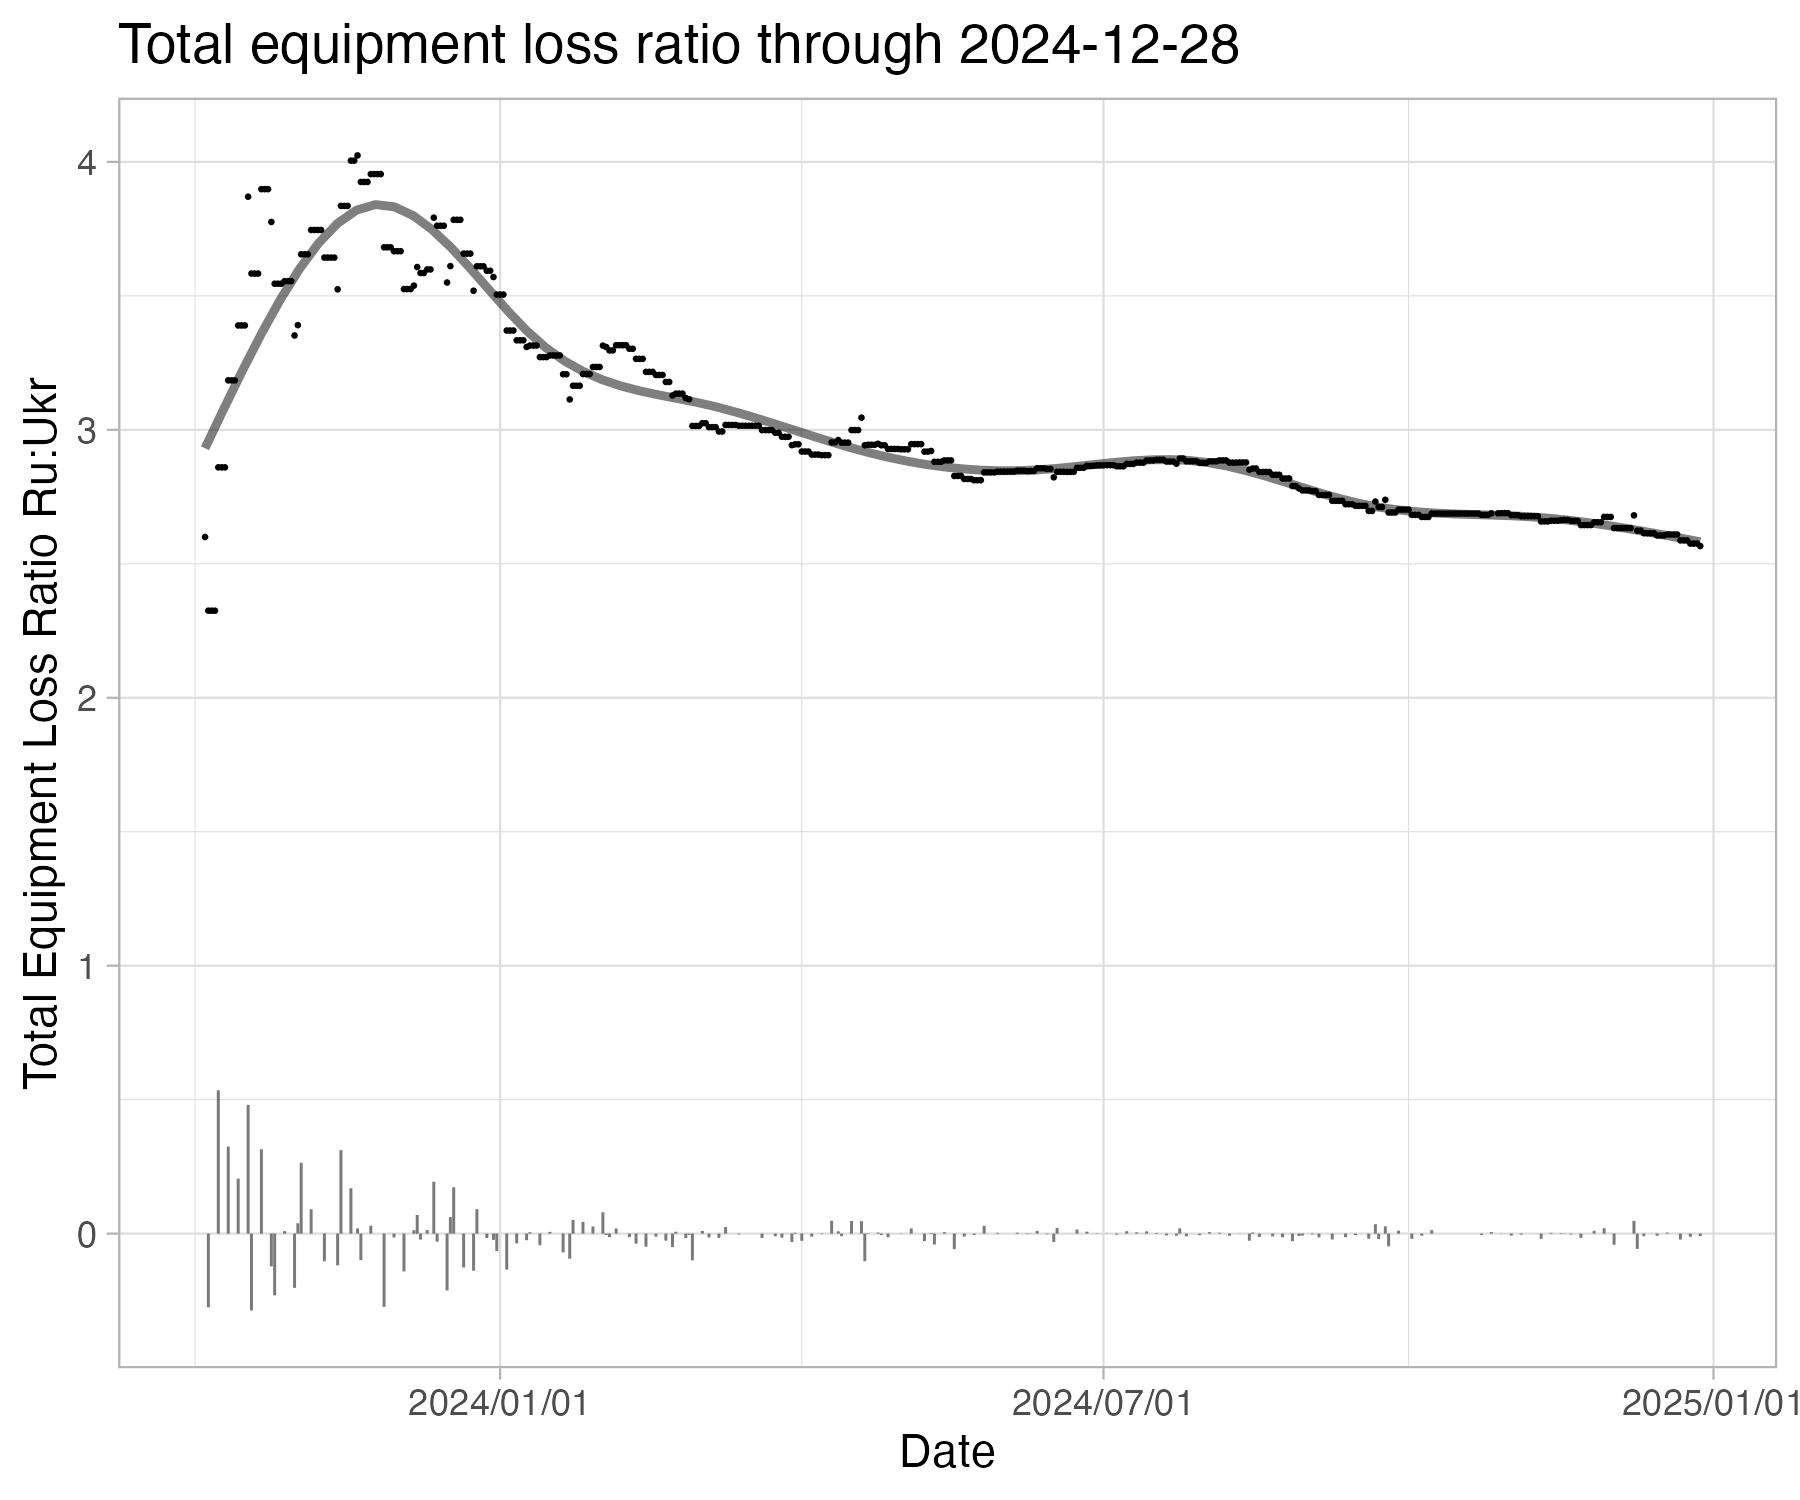 Total equipment loss ratio through 2024-12-28
Total Equipment Loss Ratio Ru:Ukr
4
3
2
1
0
2024/01/01
2024/07/01
2025/01/01
Date